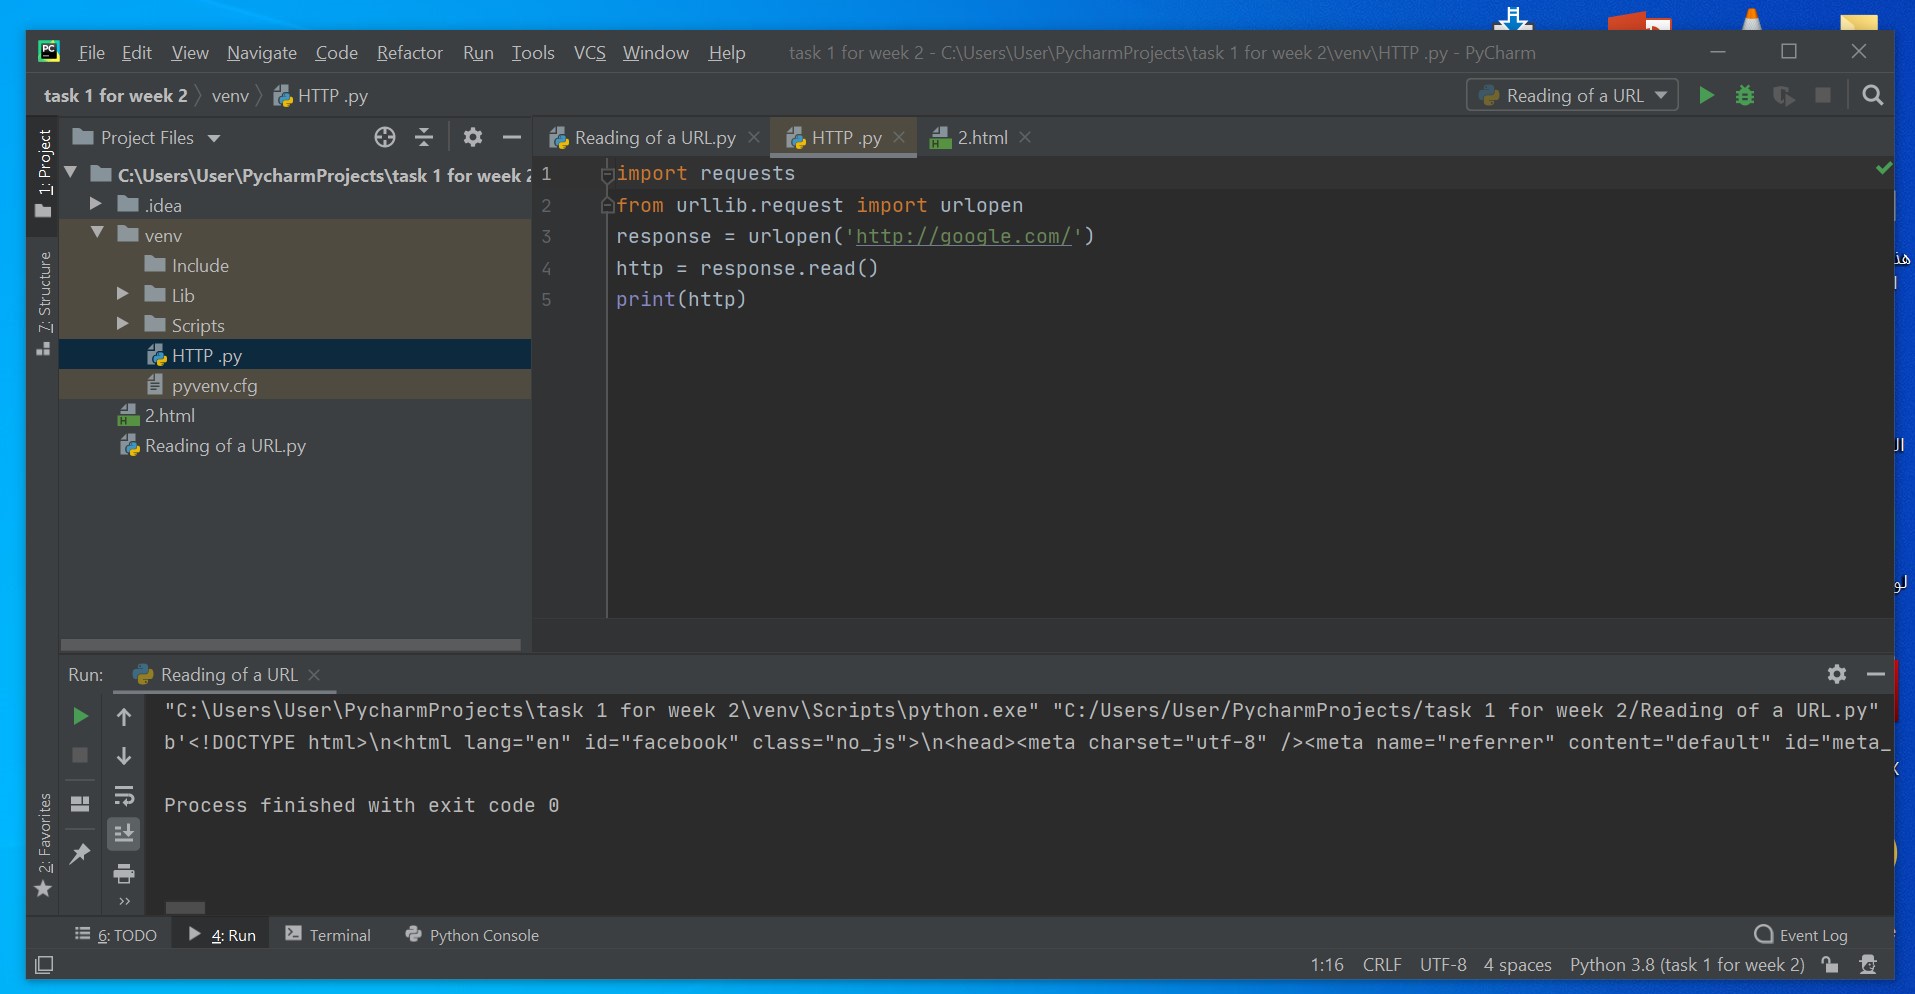 File Edit View Navigate Code Refactor Run Tools VCS Window Help task 1 for week 2 - C:\Users\User\PycharmProjects\task 1 for week 2\venv\HTTP .py - PyCharm
task 1 for week 2 venv HTTP .py Reading of a URL
1: Project
Project Files
C:\Users\User\PycharmProjects\task 1 for week 2
.idea
venv
Include
Lib
Scripts
HTTP .py
pyvenv.cfg
2.html
Reading of a URL.py
7: Structure
2: Favorites
Reading of a URL.py HTTP .py 2.html
1 import requests
2 from urllib.request import urlopen
3 response = urlopen('http://google.com/')
4 http = response.read()
5 print(http)
Run: Reading of a URL
"C:\Users\User\PycharmProjects\task 1 for week 2\venv\Scripts\python.exe" "C:/Users/User/PycharmProjects/task 1 for week 2/Reading of a URL.py"
b'<!DOCTYPE html>\n<html lang="en" id="facebook" class="no_js">\n<head><meta charset="utf-8" /><meta name="referrer" content="default" id="meta_
Process finished with exit code 0
6: TODO 4: Run Terminal Python Console Event Log
1:16 CRLF UTF-8 4 spaces Python 3.8 (task 1 for week 2)